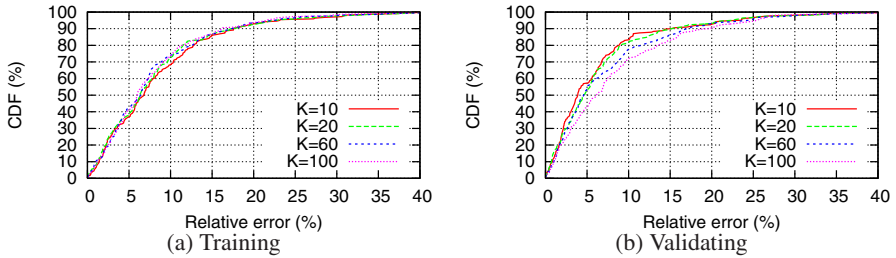 CDF (%)
100
90
80
70
60
50
40
30
20
10
0
K=10
K=20
K=60
K=100
0 5 10 15 20 25 30 35 40
Relative error (%)
(a) Training
CDF (%)
100
90
80
70
60
50
40
30
20
10
0
K=10
K=20
K=60
K=100
0 5 10 15 20 25 30 35 40
Relative error (%)
(b) Validating